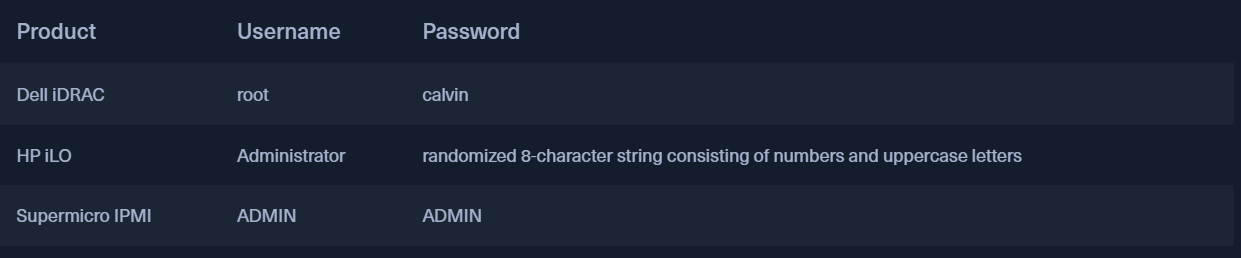 Product Username Password
Dell iDRAC root calvin
HP iLO Administrator randomized 8-character string consisting of numbers and uppercase letters
Supermicro IPMI ADMIN ADMIN